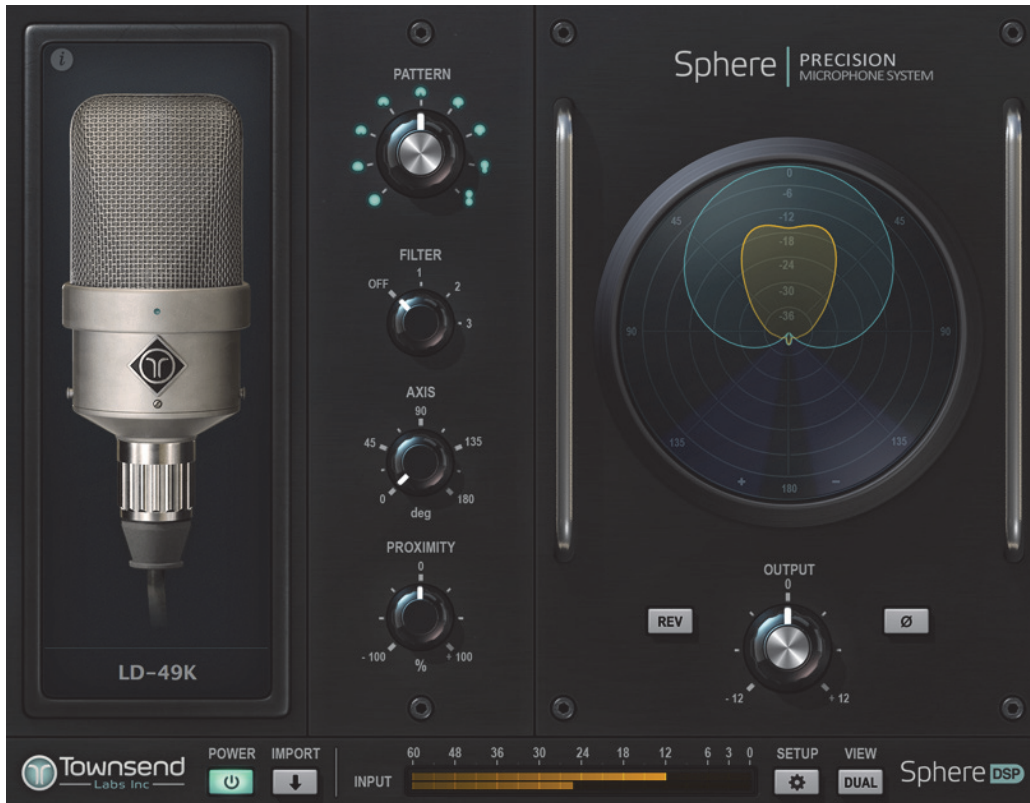 i
LD-49K
PATTERN
FILTER
OFF 1 2 3
AXIS
0 45 90 135 180
deg
PROXIMITY
0
- 100 % + 100
Sphere PRECISION
MICROPHONE SYSTEM
0
-6
-12
-18
-24
-30
-36
45 45
90 90
135 135
+ 180 -
OUTPUT
0
REV Ø
- 12 + 12
Townsend
Labs Inc
POWER IMPORT
INPUT
60 48 36 30 24 18 12 6 3 0
SETUP VIEW
DUAL
Sphere DSP